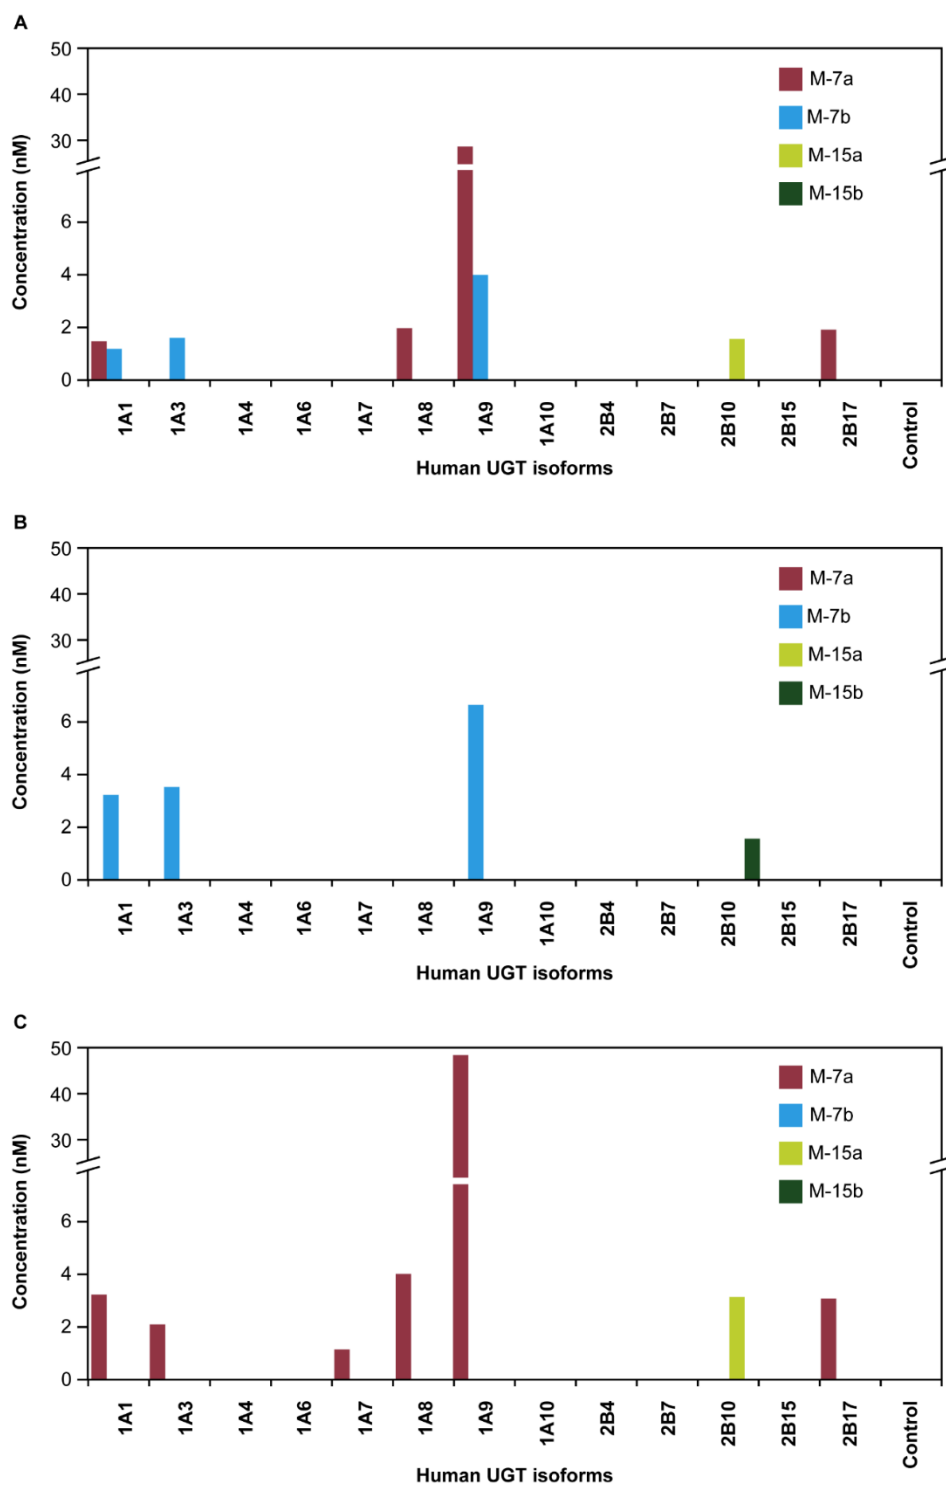 A
50
40
30
6
4
2
0
Concentration (nM)
M-7a
M-7b
M-15a
M-15b
1A1 1A3 1A4 1A6 1A7 1A8 1A9 1A10 2B4 2B7 2B10 2B15 2B17 Control
Human UGT isoforms
B
50
40
30
6
4
2
0
Concentration (nM)
M-7a
M-7b
M-15a
M-15b
1A1 1A3 1A4 1A6 1A7 1A8 1A9 1A10 2B4 2B7 2B10 2B15 2B17 Control
Human UGT isoforms
C
50
40
30
6
4
2
0
Concentration (nM)
M-7a
M-7b
M-15a
M-15b
1A1 1A3 1A4 1A6 1A7 1A8 1A9 1A10 2B4 2B7 2B10 2B15 2B17 Control
Human UGT isoforms